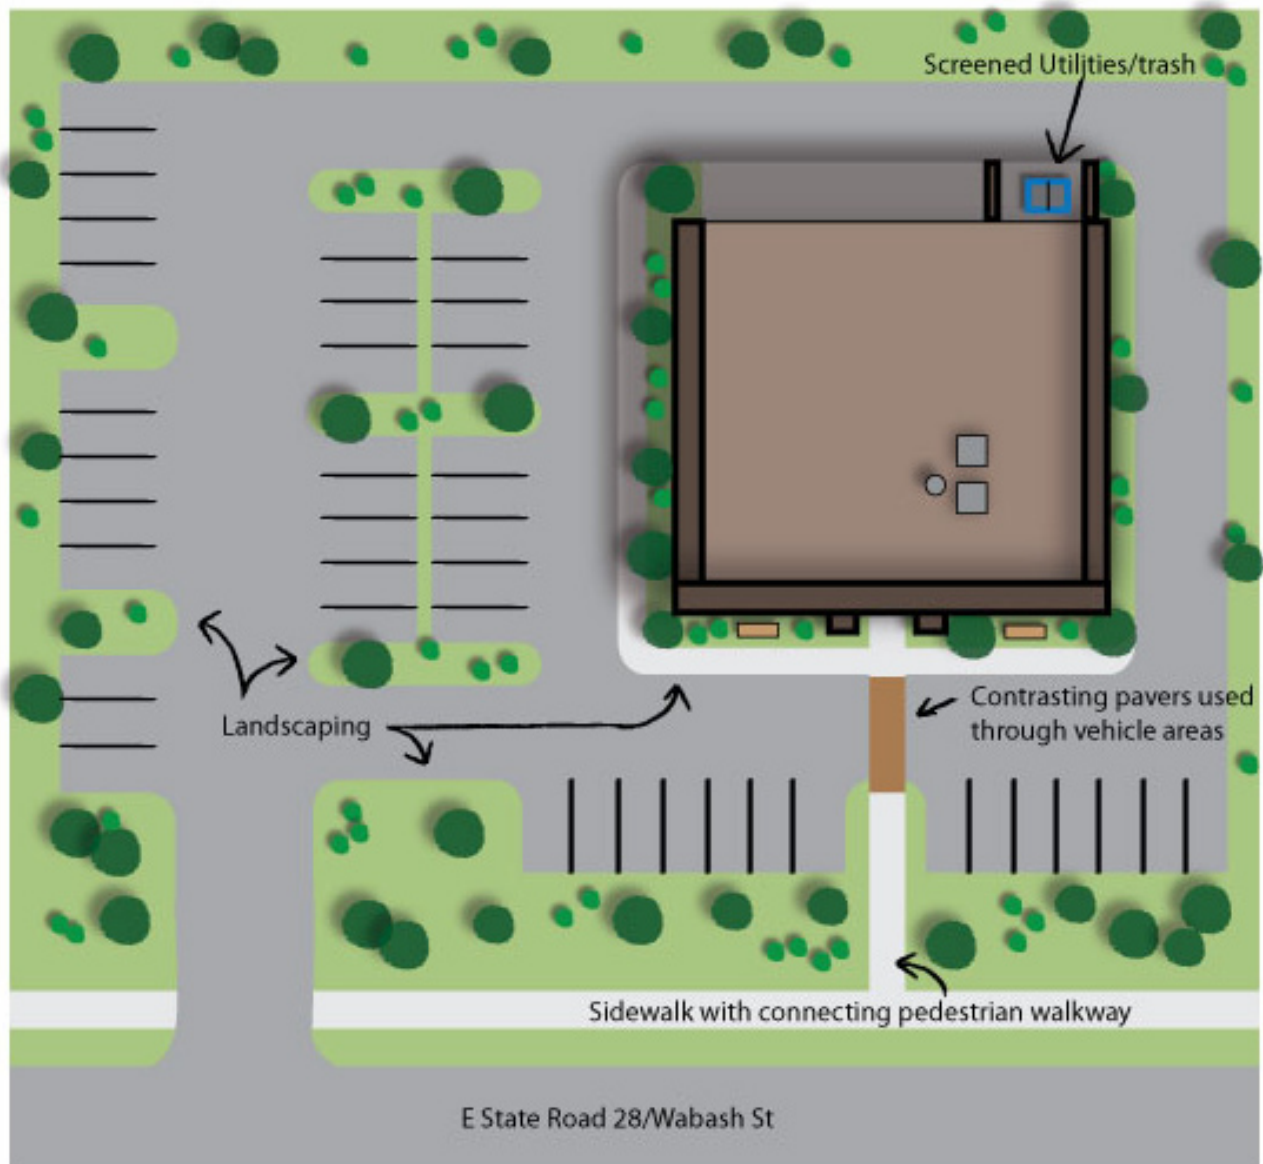 Screened Utilities/trash
Contrasting pavers used
through vehicle areas
Landscaping
Sidewalk with connecting pedestrian walkway
E State Road 28/Wabash St